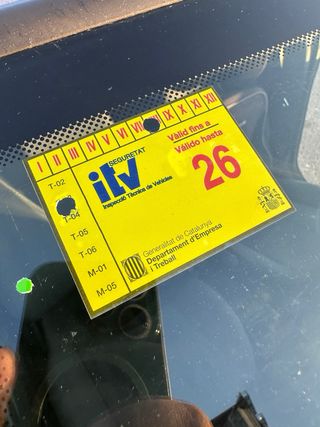 I II III IV V VI VII IX X XI XII
SEGURETAT
itv
Inspecció Tècnica de Vehicles
Vàlid fins a
Válido hasta
26
T-02
T-04
T-05
T-06
M-01
M-05
Generalitat de Catalunya
Departament d'Empresa
i Treball